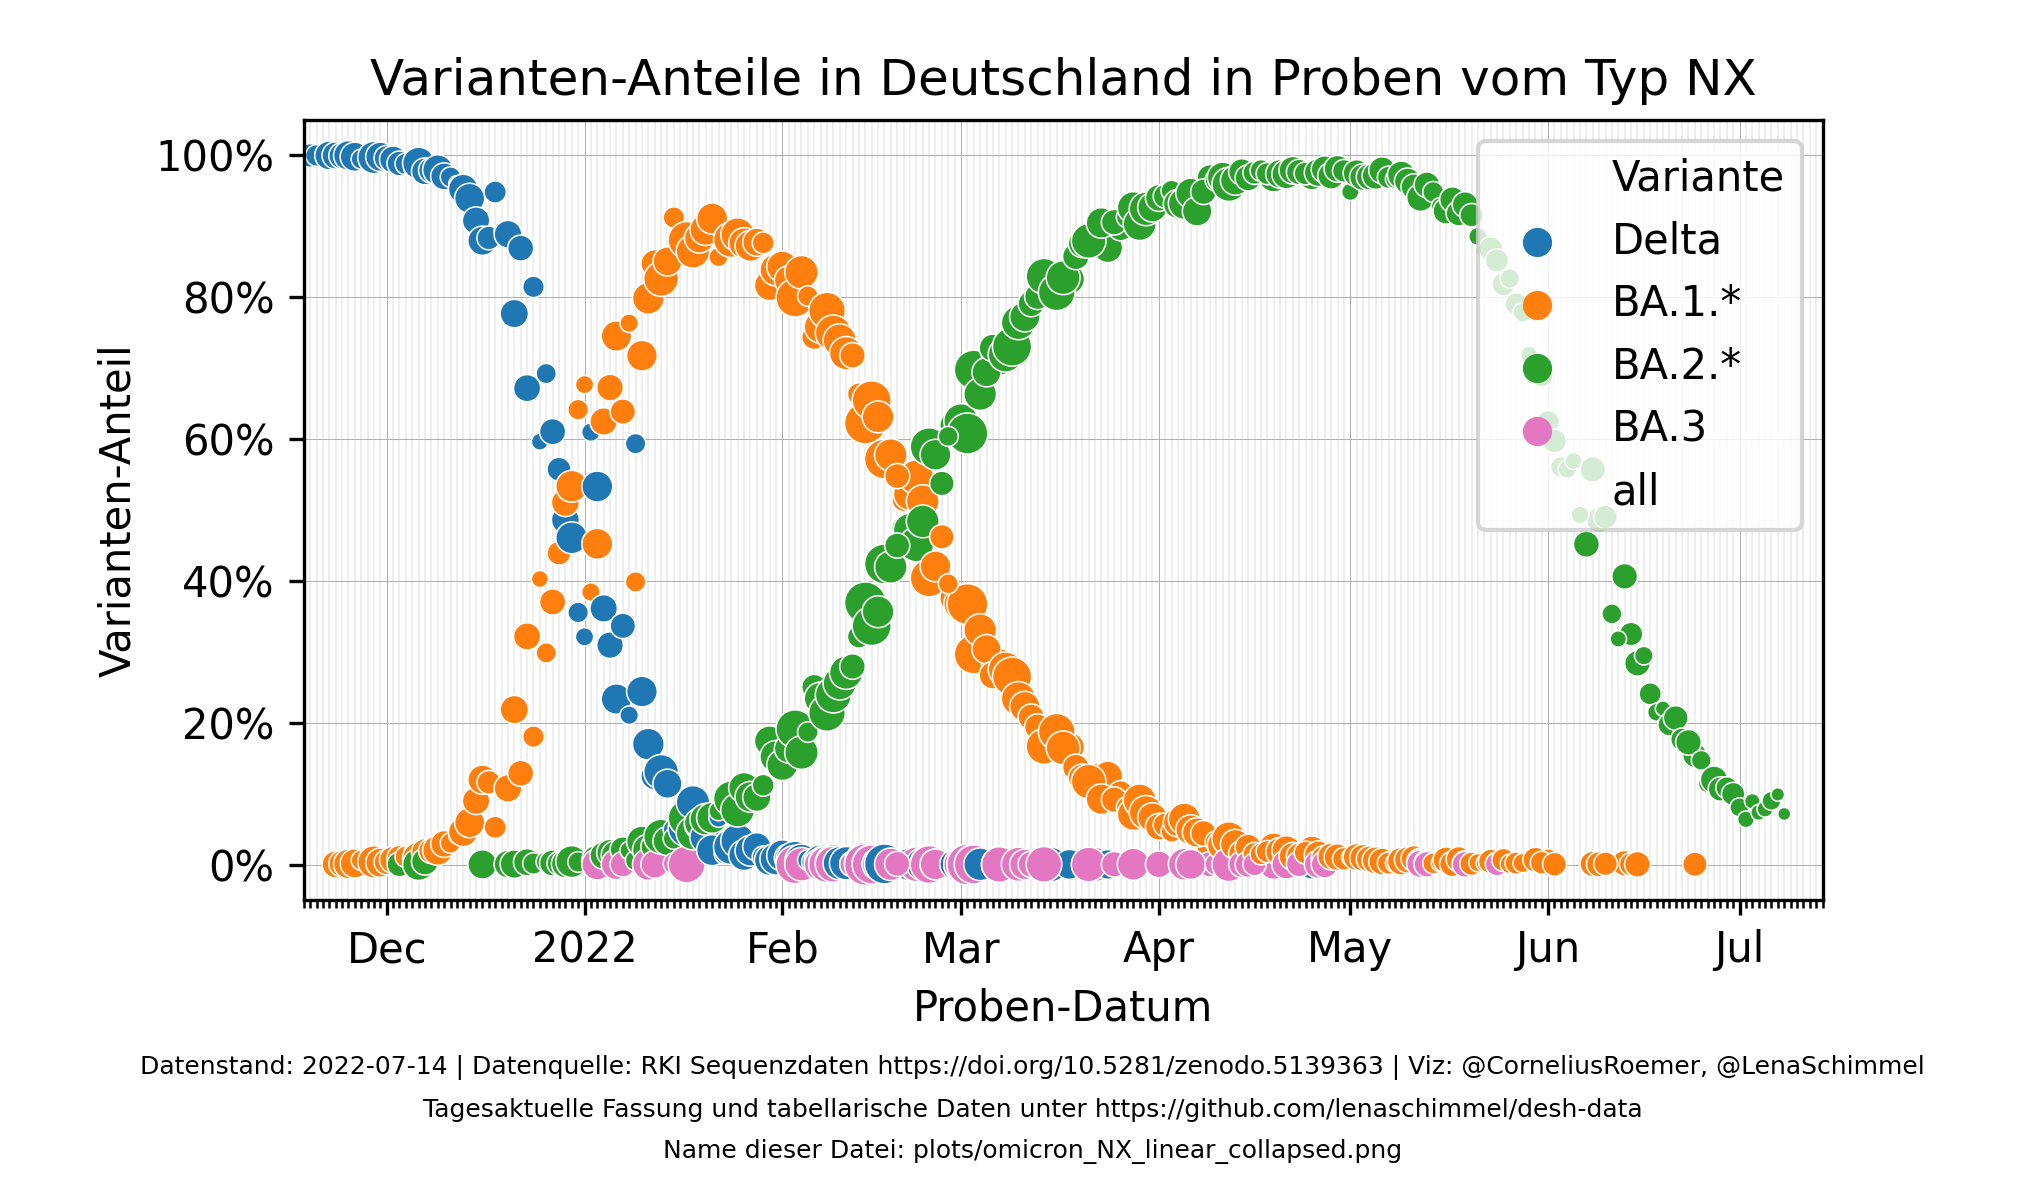 Varianten-Anteile in Deutschland in Proben vom Typ NX
100%
80%
60%
40%
20%
0%
Varianten-Anteil
Variante
Delta
BA.1.*
BA.2.*
BA.3
all
Dec 2022 Feb Mar Apr May Jun Jul
Proben-Datum
Datenstand: 2022-07-14 | Datenquelle: RKI Sequenzdaten https://doi.org/10.5281/zenodo.5139363 | Viz: @CorneliusRoemer, @LenaSchimmel
Tagesaktuelle Fassung und tabellarische Daten unter https://github.com/lenaschimmel/desh-data
Name dieser Datei: plots/omicron_NX_linear_collapsed.png